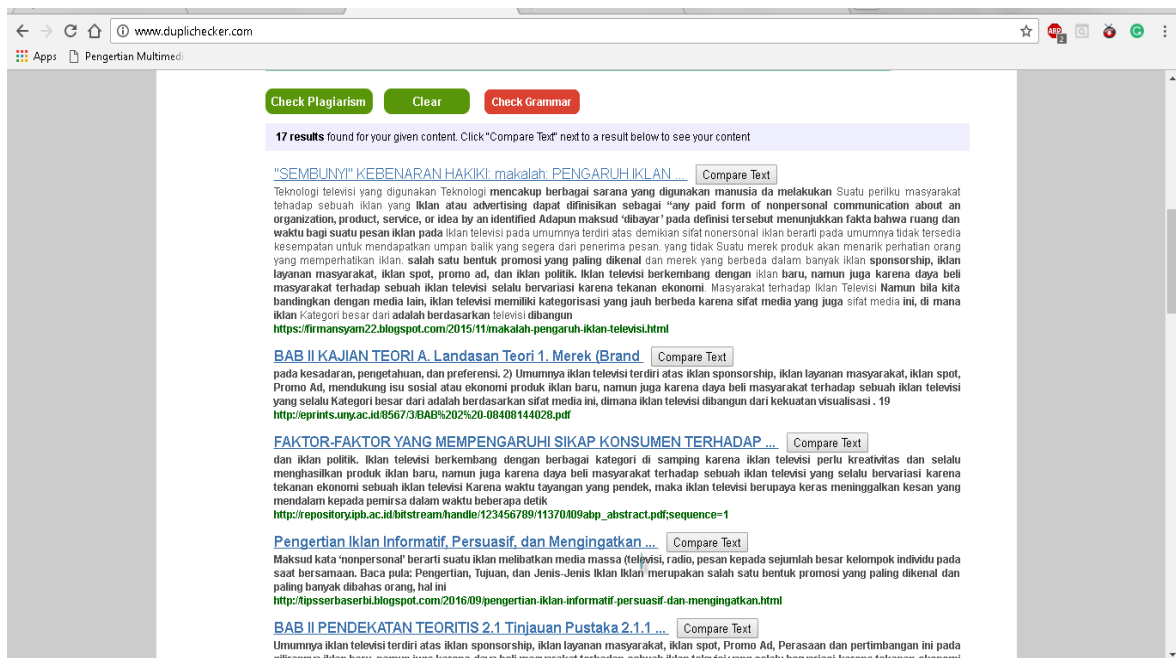 www.duplichecker.com
ABP
2
Apps Pengertian Multimedi
Check Plagiarism Clear Check Grammar
17 results found for your given content. Click "Compare Text" next to a result below to see your content
"SEMBUNYI" KEBENARAN HAKIKI: makalah: PENGARUH IKLAN ... Compare Text
Teknologi televisi yang digunakan Teknologi mencakup berbagai sarana yang digunakan manusia da melakukan Suatu perilku masyarakat
tehadap sebuah iklan yang Iklan atau advertising dapat difinisikan sebagai “any paid form of nonpersonal communication about an
organization, product, service, or idea by an identified Adapun maksud ‘dibayar’ pada definisi tersebut menunjukkan fakta bahwa ruang dan
waktu bagi suatu pesan iklan pada Iklan televisi pada umumnya terdiri atas demikian sifat nonersonal iklan berarti pada umumnya tidak tersedia
kesempatan untuk mendapatkan umpan balik yang segera dari penerima pesan. yang tidak Suatu merek produk akan menarik perhatian orang
yang memperhatikan iklan. salah satu bentuk promosi yang paling dikenal dan merek yang berbeda dalam banyak iklan sponsorship, iklan
layanan masyarakat, iklan spot, promo ad, dan iklan politik. Iklan televisi berkembang dengan iklan baru, namun juga karena daya beli
masyarakat terhadap sebuah iklan televisi selalu bervariasi karena tekanan ekonomi. Masyarakat terhadap Iklan Televisi Namun bila kita
bandingkan dengan media lain, iklan televisi memiliki kategorisasi yang jauh berbeda karena sifat media yang juga sifat media ini, di mana
iklan Kategori besar dari adalah berdasarkan televisi dibangun
https://firmansyam22.blogspot.com/2015/11/makalah-pengaruh-iklan-televisi.html
BAB II KAJIAN TEORI A. Landasan Teori 1. Merek (Brand Compare Text
pada kesadaran, pengetahuan, dan preferensi. 2) Umumnya iklan televisi terdiri atas iklan sponsorship, iklan layanan masyarakat, iklan spot,
Promo Ad, mendukung isu sosial atau ekonomi produk iklan baru, namun juga karena daya beli masyarakat terhadap sebuah iklan televisi
yang selalu Kategori besar dari adalah berdasarkan sifat media ini, dimana iklan televisi dibangun dari kekuatan visualisasi . 19
http://eprints.uny.ac.id/8567/3/BAB%202%20-08408144028.pdf
FAKTOR-FAKTOR YANG MEMPENGARUHI SIKAP KONSUMEN TERHADAP ... Compare Text
dan iklan politik. Iklan televisi berkembang dengan berbagai kategori di samping karena iklan televisi perlu kreativitas dan selalu
menghasilkan produk iklan baru, namun juga karena daya beli masyarakat terhadap sebuah iklan televisi yang selalu bervariasi karena
tekanan ekonomi sebuah iklan televisi Karena waktu tayangan yang pendek, maka iklan televisi berupaya keras meninggalkan kesan yang
mendalam kepada pemirsa dalam waktu beberapa detik
http://repository.ipb.ac.id/bitstream/handle/123456789/11370/I09abp_abstract.pdf;sequence=1
Pengertian Iklan Informatif, Persuasif, dan Mengingatkan ... Compare Text
Maksud kata ‘nonpersonal’ berarti suatu iklan melibatkan media massa (televisi, radio, pesan kepada sejumlah besar kelompok individu pada
saat bersamaan. Baca pula: Pengertian, Tujuan, dan Jenis-Jenis Iklan Iklan merupakan salah satu bentuk promosi yang paling dikenal dan
paling banyak dibahas orang, hal ini
http://tipsserbaserbi.blogspot.com/2016/09/pengertian-iklan-informatif-persuasif-dan-mengingatkan.html
BAB II PENDEKATAN TEORITIS 2.1 Tinjauan Pustaka 2.1.1 ... Compare Text
Umumnya iklan televisi terdiri atas iklan sponsorship, iklan layanan masyarakat, iklan spot, Promo Ad, Perasaan dan pertimbangan ini pada